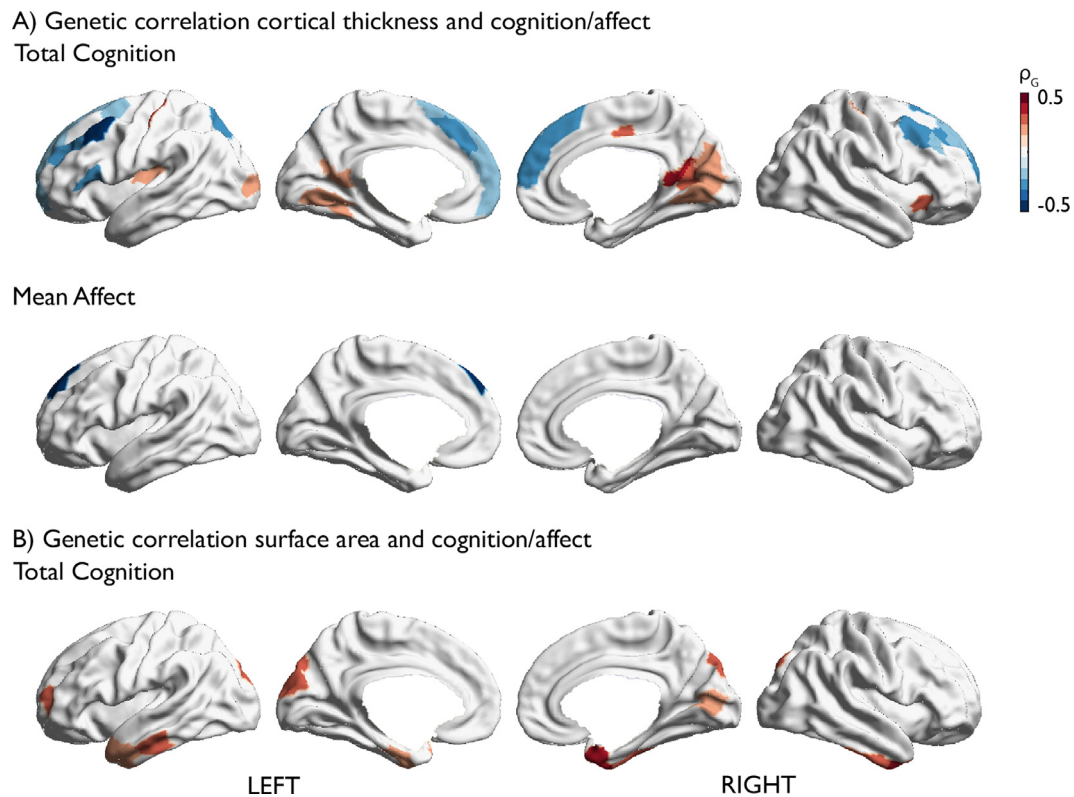 A) Genetic correlation cortical thickness and cognition/affect
Total Cognition
ρG
0.5
-0.5
Mean Affect
B) Genetic correlation surface area and cognition/affect
Total Cognition
LEFT
RIGHT